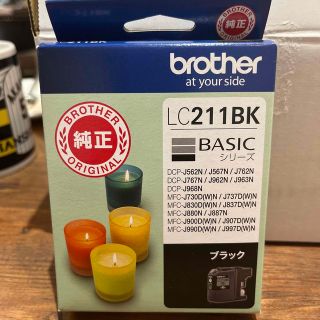 brother
at your side
LC211BK
BROTHER
純正
ORIGINAL
BASIC
シリーズ
DCP-J562N / J567N / J762N
DCP-J767N / J962N / J963N
DCP-J968N
MFC-J730D(W)N / J737D(W)N
MFC-J830D(W)N / J837D(W)N
MFC-J880N / J887N
MFC-J900D(W)N / J907D(W)N
MFC-J990D(W)N / J997D(W)N
ブラック